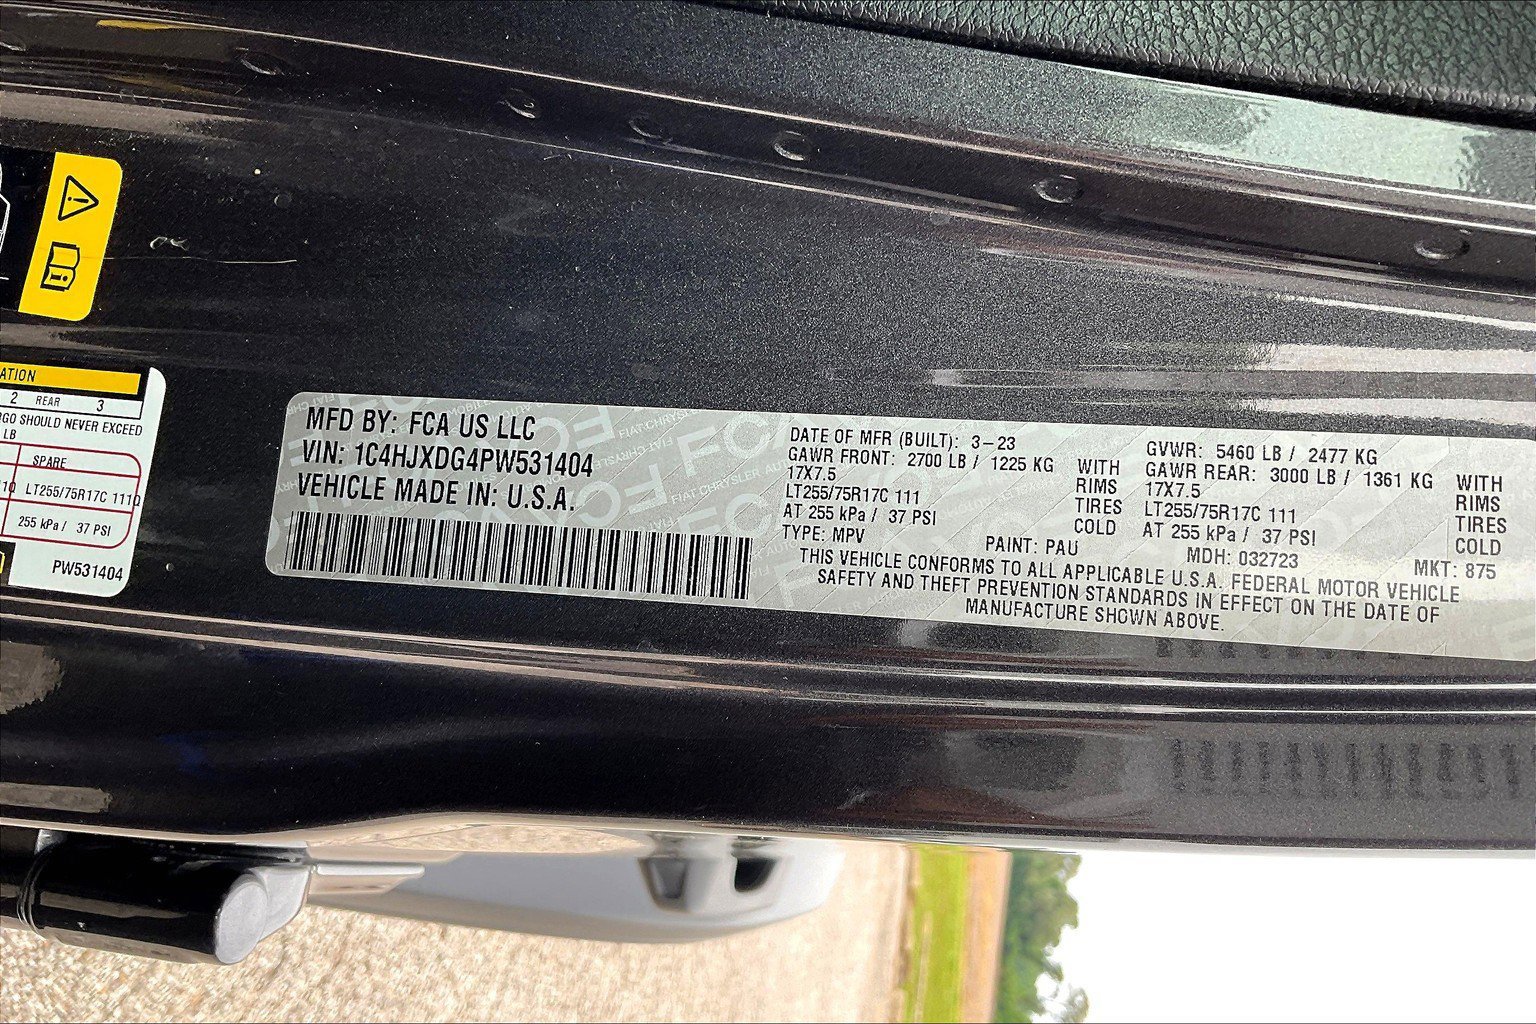 ATION
2 REAR 3
RGO SHOULD NEVER EXCEED
LB
SPARE
LT255/75R17C 111Q
255 kPa / 37 PSI
PW531404
MFD BY: FCA US LLC
VIN: 1C4HJXDG4PW531404
VEHICLE MADE IN: U.S.A.
DATE OF MFR (BUILT): 3-23
GAWR FRONT: 2700 LB / 1225 KG WITH
17X7.5 RIMS
LT255/75R17C 111 TIRES
AT 255 kPa / 37 PSI COLD
TYPE: MPV
GVWR: 5460 LB / 2477 KG
GAWR REAR: 3000 LB / 1361 KG WITH
17X7.5 RIMS
LT255/75R17C 111 TIRES
AT 255 kPa / 37 PSI COLD
PAINT: PAU MDH: 032723 MKT: 875
THIS VEHICLE CONFORMS TO ALL APPLICABLE U.S.A. FEDERAL MOTOR VEHICLE
SAFETY AND THEFT PREVENTION STANDARDS IN EFFECT ON THE DATE OF
MANUFACTURE SHOWN ABOVE.